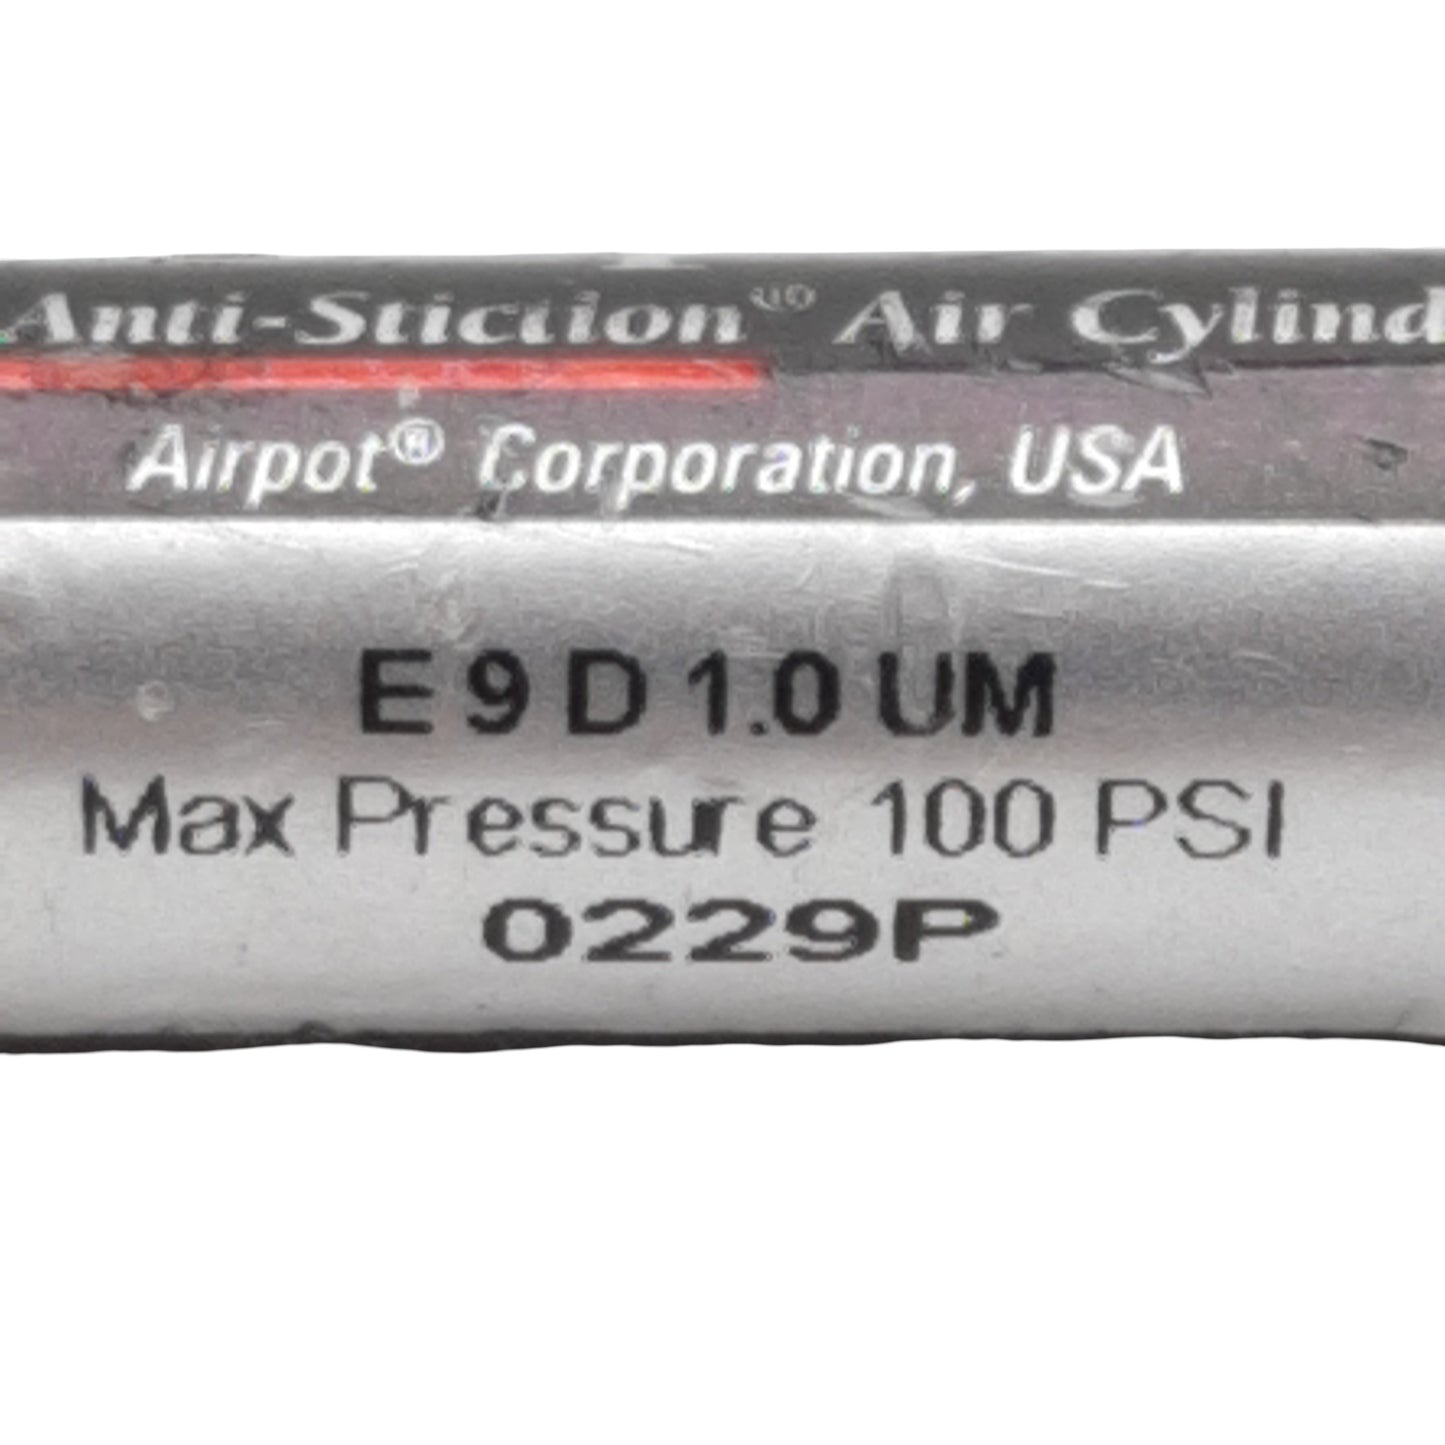 Anti-Stiction® Air Cylind
Airpot® Corporation, USA
E 9 D 1.0 UM
Max Pressure 100 PSI
0229P